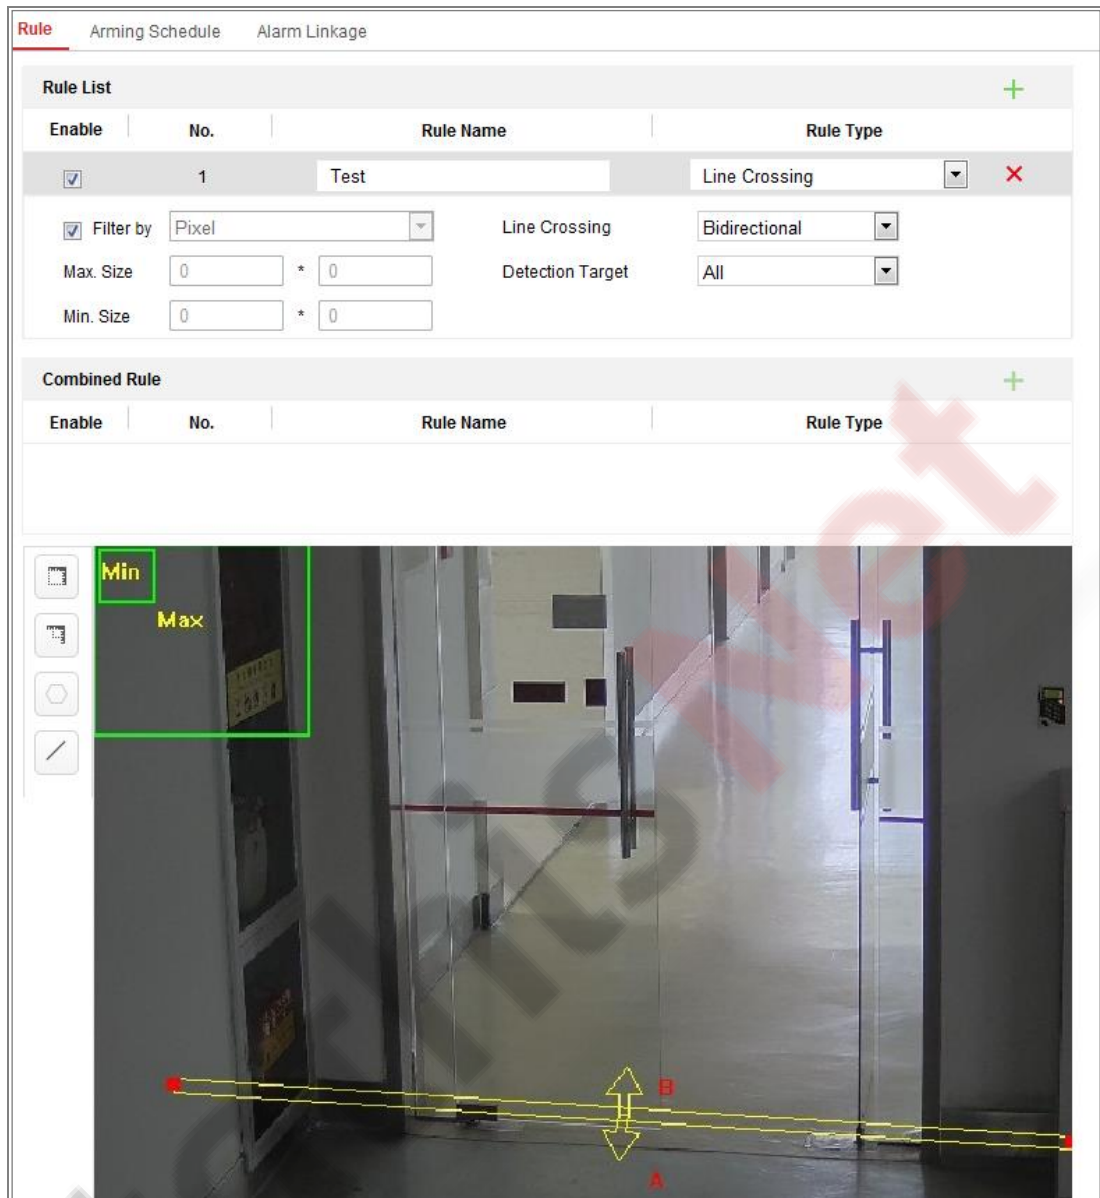 Rule Arming Schedule Alarm Linkage
Rule List +
Enable No. Rule Name Rule Type
1 Test Line Crossing
Filter by Pixel Line Crossing Bidirectional
Max. Size 0 * 0 Detection Target All
Min. Size 0 * 0
Combined Rule +
Enable No. Rule Name Rule Type
Min
Max
B
A